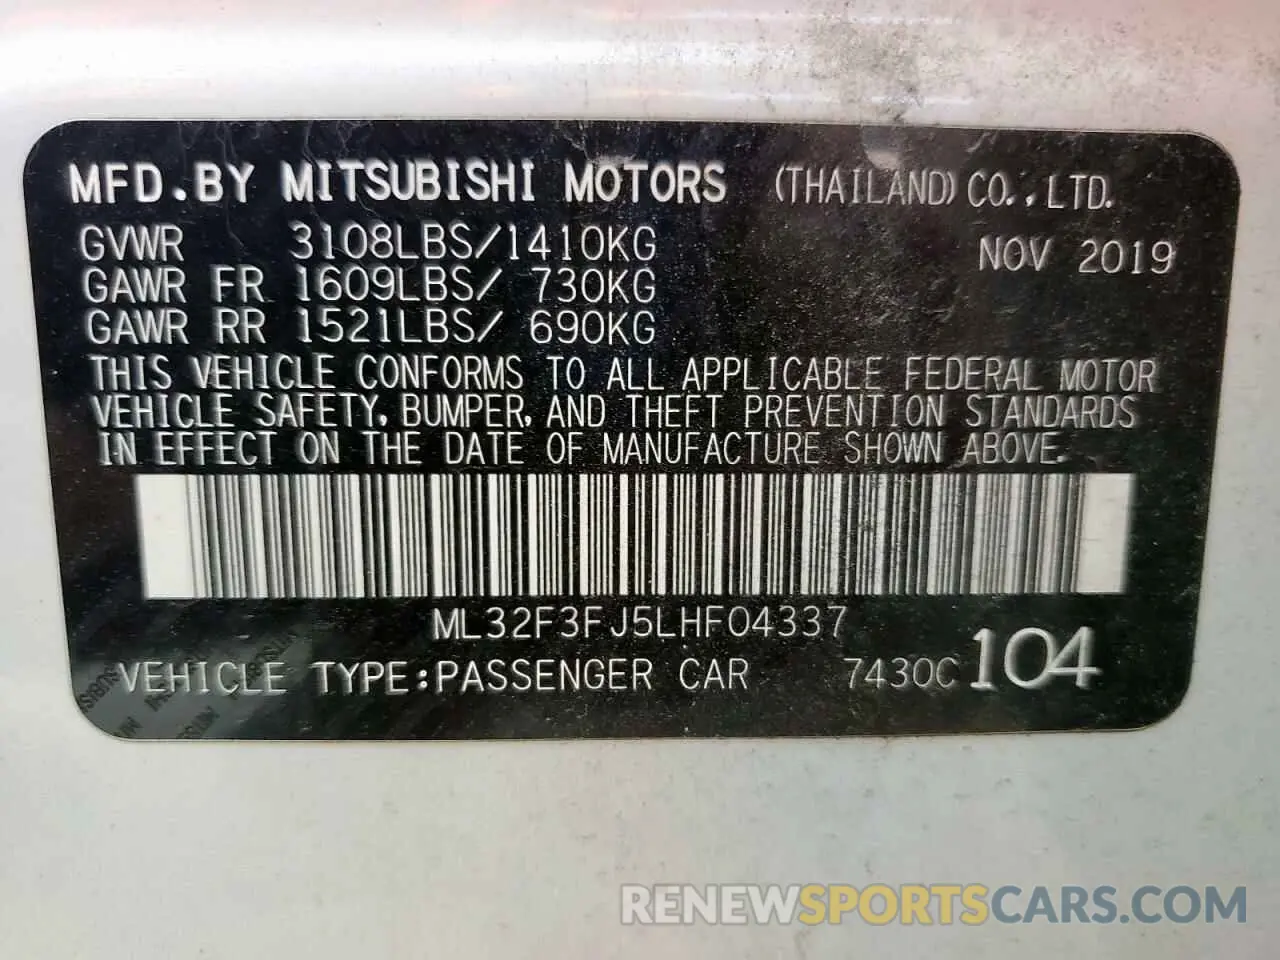 MFD.BY MITSUBISHI MOTORS (THAILAND) CO., LTD.
GVWR 3108LBS/1410KG NOV 2019
GAWR FR 1609LBS/ 730KG
GAWR RR 1521LBS/ 690KG
THIS VEHICLE CONFORMS TO ALL APPLICABLE FEDERAL MOTOR
VEHICLE SAFETY, BUMPER, AND THEFT PREVENTION STANDARDS
IN EFFECT ON THE DATE OF MANUFACTURE SHOWN ABOVE.
ML32F3FJ5LHF04337
VEHICLE TYPE:PASSENGER CAR 7430C 104
RENEWSPORTSCARS.COM